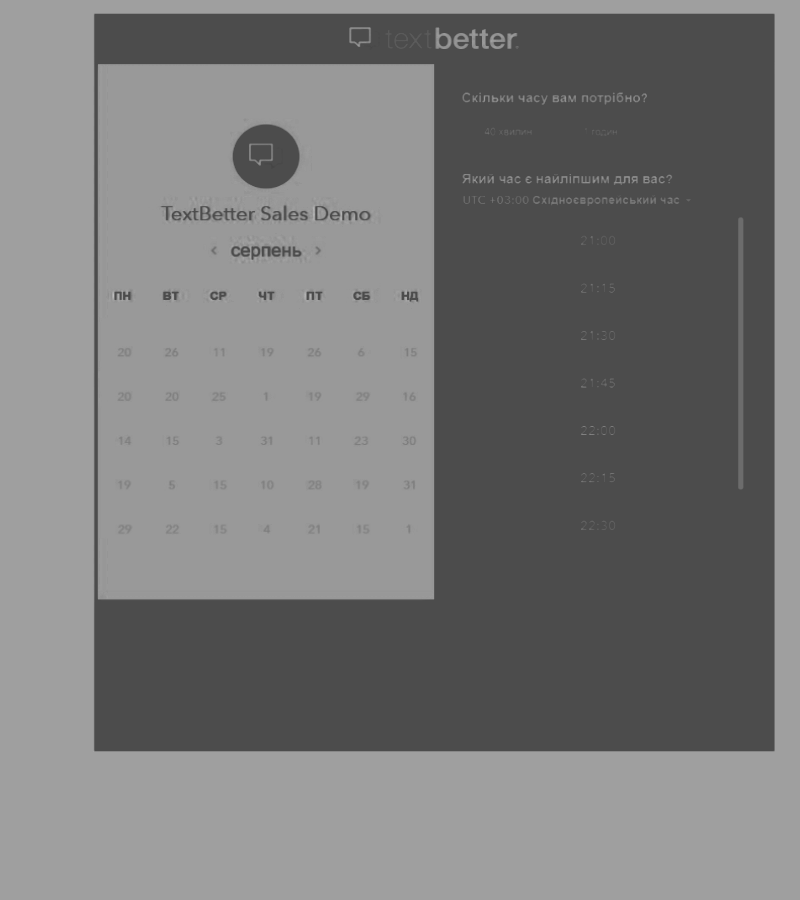 textbetter.
TextBetter Sales Demo
< серпень >
ПН ВТ СР ЧТ ПТ СБ НД
20 26 11 19 26 6 15
20 20 25 1 19 29 16
14 15 3 31 11 23 30
19 5 15 10 28 19 31
29 22 15 4 21 15 1
Скільки часу вам потрібно?
40 хвилин 1 годин
Який час є найліпшим для вас?
UTC +03:00 Східноєвропейський час
21:00
21:15
21:30
21:45
22:00
22:15
22:30